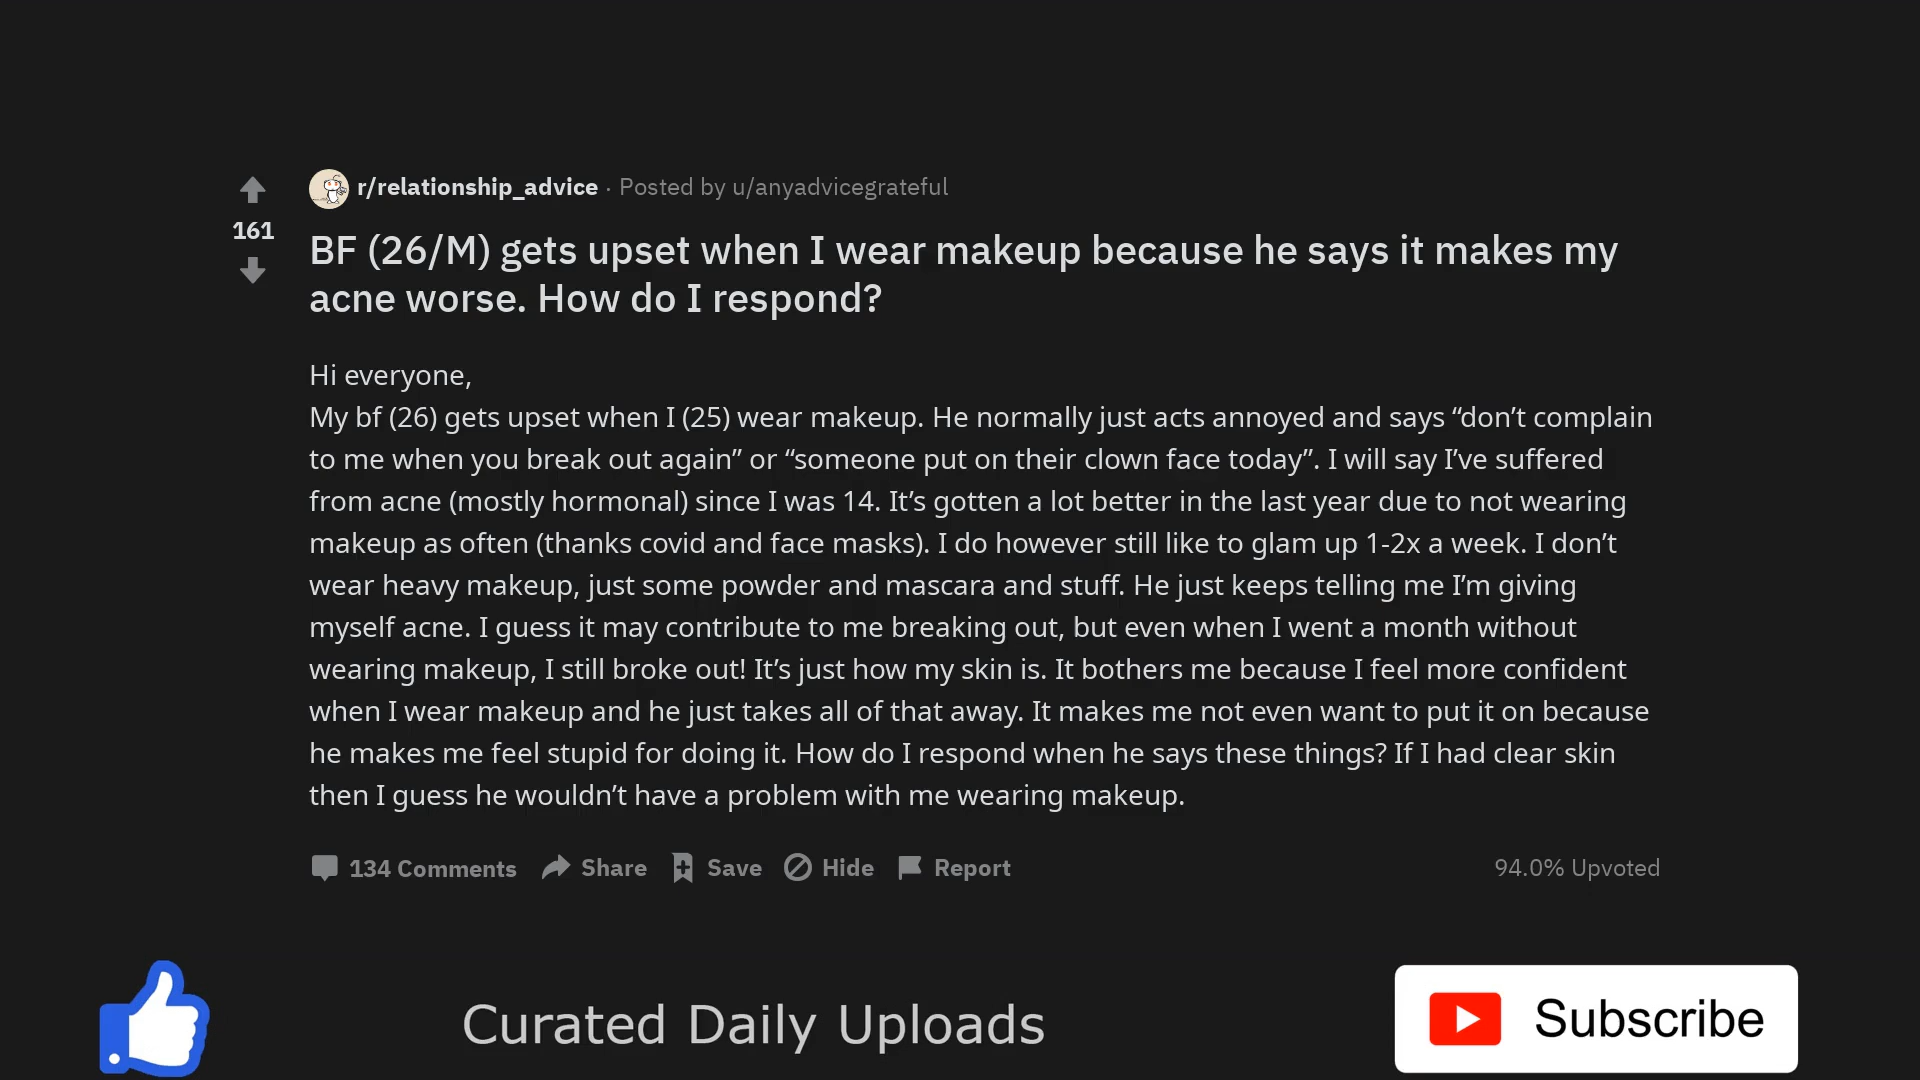 r/relationship_advice · Posted by u/anyadvicegrateful
161
BF (26/M) gets upset when I wear makeup because he says it makes my
acne worse. How do I respond?
Hi everyone,
My bf (26) gets upset when I (25) wear makeup. He normally just acts annoyed and says “don’t complain
to me when you break out again” or “someone put on their clown face today”. I will say I’ve suffered
from acne (mostly hormonal) since I was 14. It’s gotten a lot better in the last year due to not wearing
makeup as often (thanks covid and face masks). I do however still like to glam up 1-2x a week. I don’t
wear heavy makeup, just some powder and mascara and stuff. He just keeps telling me I’m giving
myself acne. I guess it may contribute to me breaking out, but even when I went a month without
wearing makeup, I still broke out! It’s just how my skin is. It bothers me because I feel more confident
when I wear makeup and he just takes all of that away. It makes me not even want to put it on because
he makes me feel stupid for doing it. How do I respond when he says these things? If I had clear skin
then I guess he wouldn’t have a problem with me wearing makeup.
134 Comments Share Save Hide Report 94.0% Upvoted
Curated Daily Uploads
Subscribe